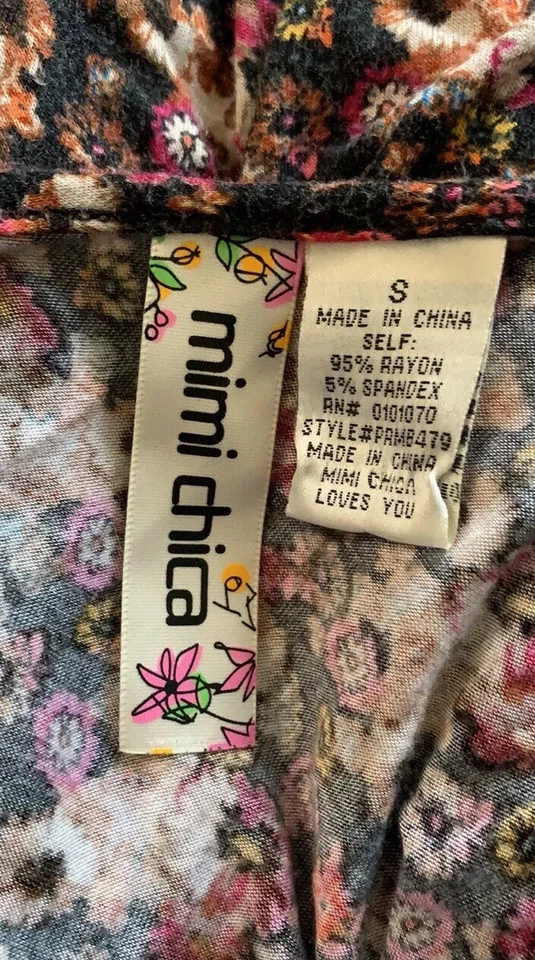 mimi chica
S
MADE IN CHINA
SELF:
95% RAYON
5% SPANDEX
RN# 0101070
STYLE#PRMB479
MADE IN CHINA
MIMI CHICA
LOVES YOU